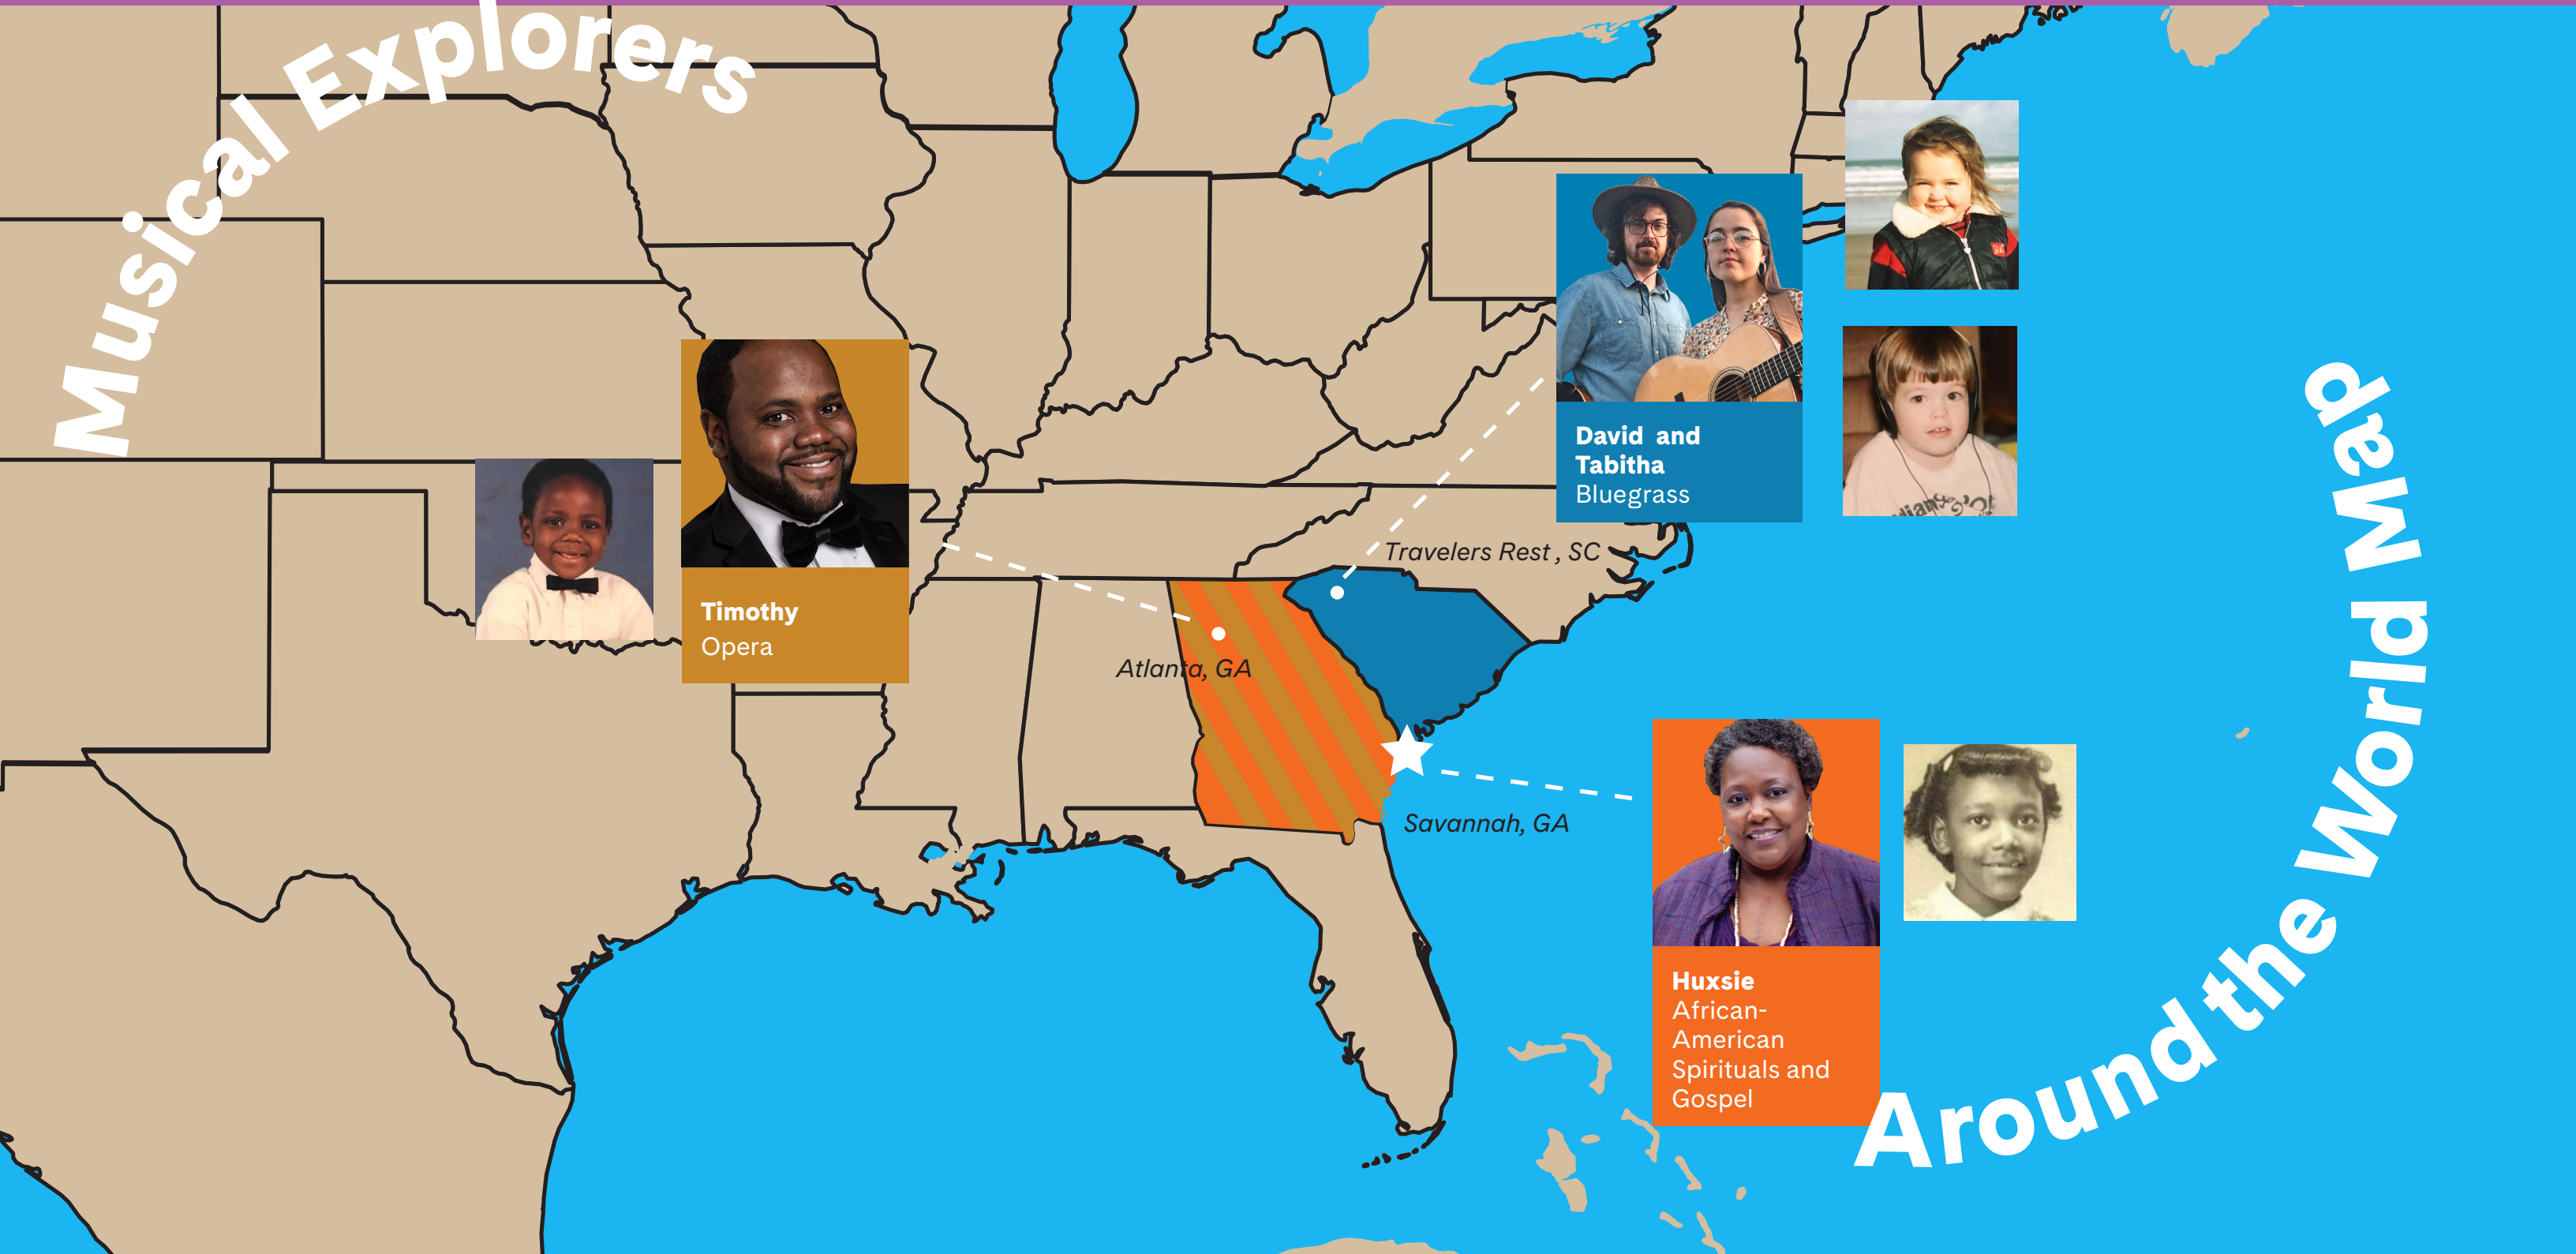 Musical Explorers
David and
Tabitha
Bluegrass
Travelers Rest , SC
Timothy
Opera
Atlanta, GA
Savannah, GA
Huxsie
African-
American
Spirituals and
Gospel
Around the World Map